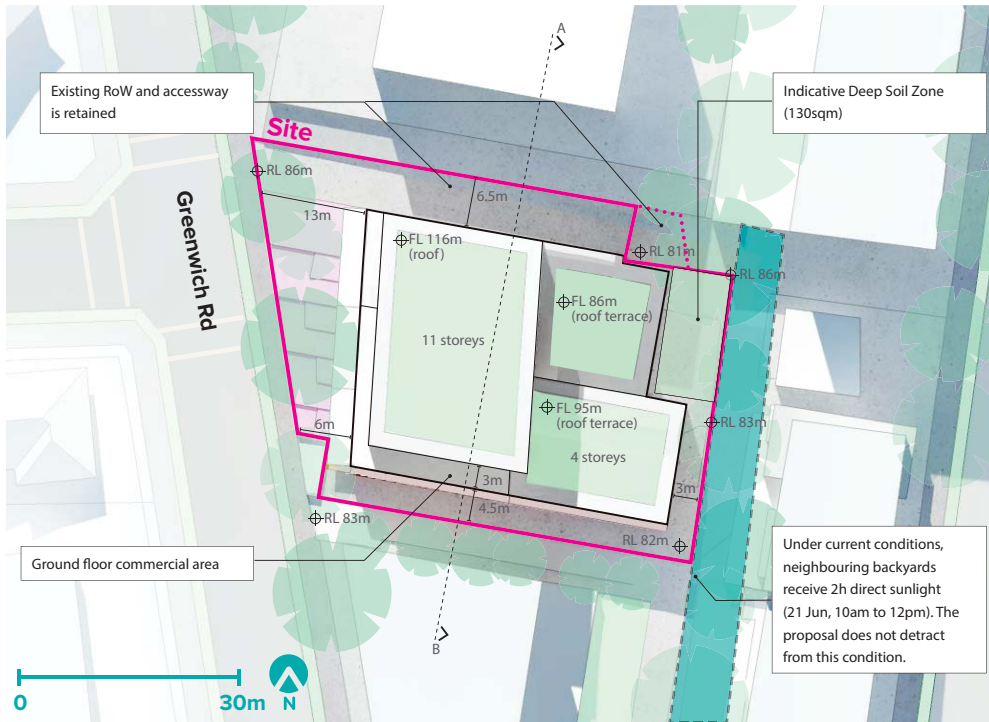 A
Existing RoW and accessway
is retained
Indicative Deep Soil Zone
(130sqm)
Site
RL 86m
6.5m
13m
Greenwich Rd
FL 116m
(roof)
RL 81m
RL 86m
FL 86m
(roof terrace)
11 storeys
FL 95m
(roof terrace)
RL 83m
6m
4 storeys
3m
3m
4.5m
RL 83m
RL 82m
Ground floor commercial area
Under current conditions,
neighbouring backyards
receive 2h direct sunlight
(21 Jun, 10am to 12pm). The
proposal does not detract
from this condition.
B
0
30m
N